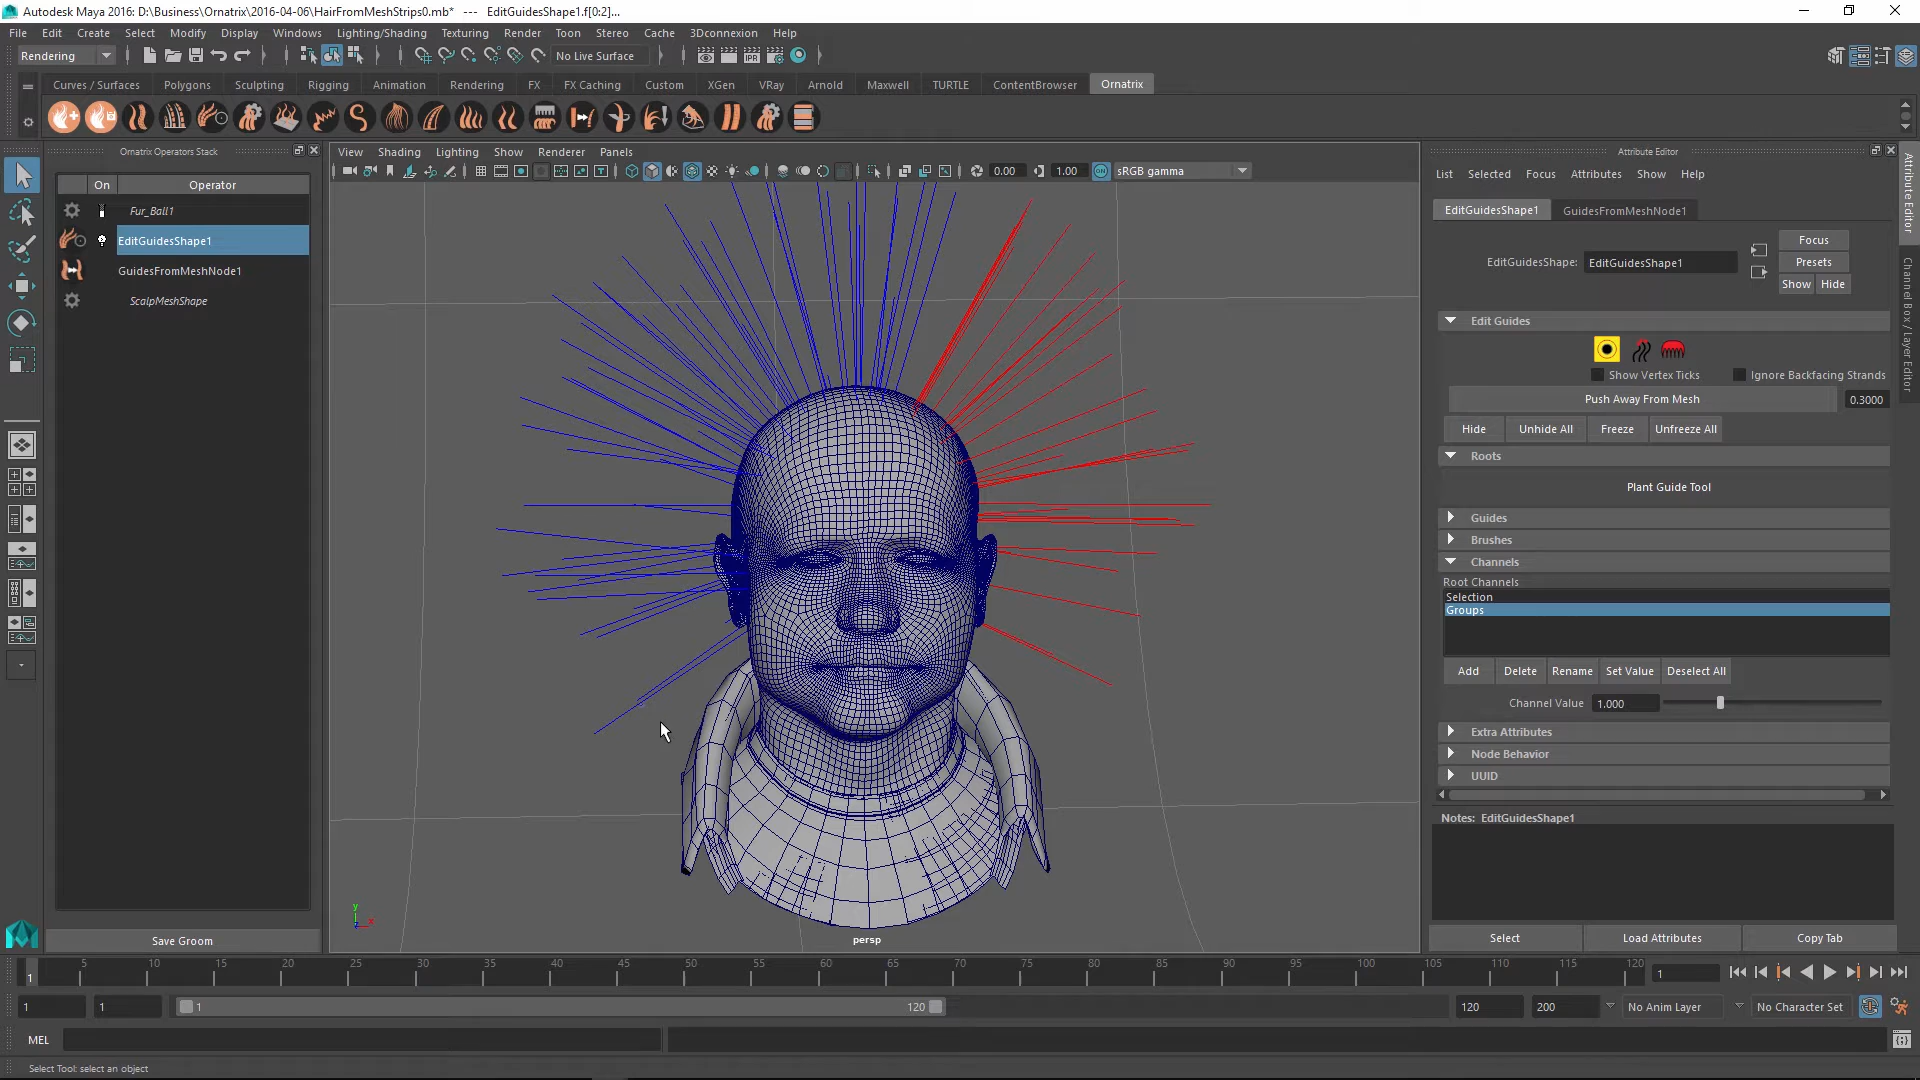 Autodesk Maya 2016: D:\Business\Ornatrix\2016-04-06\HairFromMeshStrips0.mb*   ---   EditGuidesShape1.f[0:2]...
File Edit Create Select Modify Display Windows Lighting/Shading Texturing Render Toon Stereo Cache 3Dconnexion Help
Rendering No Live Surface
Curves / Surfaces Polygons Sculpting Rigging Animation Rendering FX FX Caching Custom XGen VRay Arnold Maxwell TURTLE ContentBrowser Ornatrix
Ornatrix Operators Stack
On Operator
Fur_Ball1
EditGuidesShape1
GuidesFromMeshNode1
ScalpMeshShape
Save Groom
View Shading Lighting Show Renderer Panels
0.00 1.00 ON sRGB gamma
y
x
persp
Attribute Editor
List Selected Focus Attributes Show Help
EditGuidesShape1 GuidesFromMeshNode1
Focus
EditGuidesShape: EditGuidesShape1
Presets
Show Hide
Edit Guides
Show Vertex Ticks Ignore Backfacing Strands
Push Away From Mesh 0.3000
Hide Unhide All Freeze Unfreeze All
Roots
Plant Guide Tool
Guides
Brushes
Channels
Root Channels
Selection
Groups
Add Delete Rename Set Value Deselect All
Channel Value 1.000
Extra Attributes
Node Behavior
UUID
Notes: EditGuidesShape1
Select Load Attributes Copy Tab
Attribute Editor
Channel Box / Layer Editor
1 5 10 15 20 25 30 35 40 45 50 55 60 65 70 75 80 85 90 95 100 105 110 115 120 1
1 1 1 120 120 200 No Anim Layer No Character Set
MEL
Select Tool: select an object